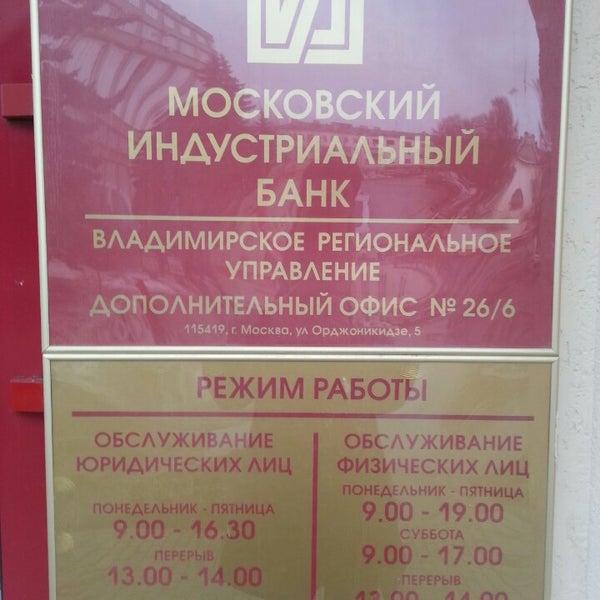 МОСКОВСКИЙ
ИНДУСТРИАЛЬНЫЙ
БАНК
ВЛАДИМИРСКОЕ РЕГИОНАЛЬНОЕ
УПРАВЛЕНИЕ
ДОПОЛНИТЕЛЬНЫЙ ОФИС № 26/6
115419, г. Москва, ул Орджоникидзе, 5
РЕЖИМ РАБОТЫ
ОБСЛУЖИВАНИЕ
ЮРИДИЧЕСКИХ ЛИЦ
ПОНЕДЕЛЬНИК - ПЯТНИЦА
9.00 - 16.30
ПЕРЕРЫВ
13.00 - 14.00
ОБСЛУЖИВАНИЕ
ФИЗИЧЕСКИХ ЛИЦ
ПОНЕДЕЛЬНИК - ПЯТНИЦА
9.00 - 19.00
СУББОТА
9.00 - 17.00
ПЕРЕРЫВ